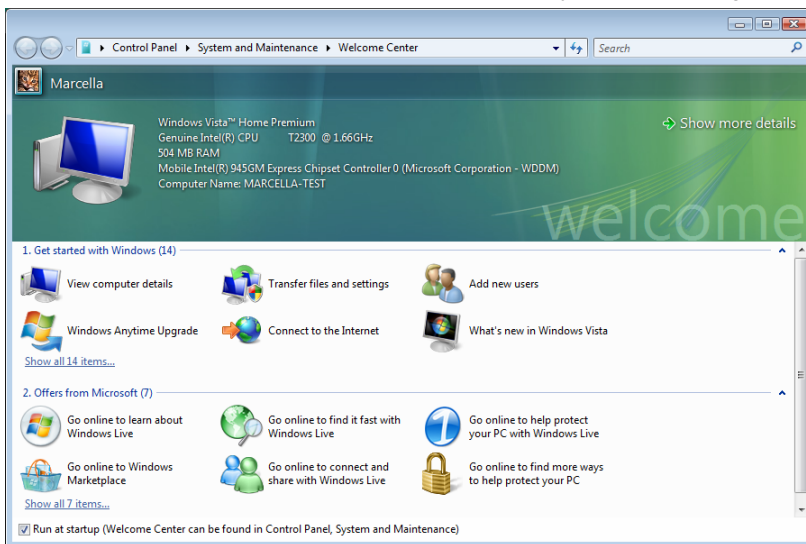 Control Panel ▸ System and Maintenance ▸ Welcome Center
Search
Marcella
Windows Vista™ Home Premium
Genuine Intel(R) CPU T2300 @ 1.66GHz
504 MB RAM
Mobile Intel(R) 945GM Express Chipset Controller 0 (Microsoft Corporation - WDDM)
Computer Name: MARCELLA-TEST
Show more details
welcome
1. Get started with Windows (14)
View computer details
Transfer files and settings
Add new users
Windows Anytime Upgrade
Connect to the Internet
What's new in Windows Vista
Show all 14 items...
2. Offers from Microsoft (7)
Go online to learn about
Windows Live
Go online to find it fast with
Windows Live
Go online to help protect
your PC with Windows Live
Go online to Windows
Marketplace
Go online to connect and
share with Windows Live
Go online to find more ways
to help protect your PC
Show all 7 items...
Run at startup (Welcome Center can be found in Control Panel, System and Maintenance)